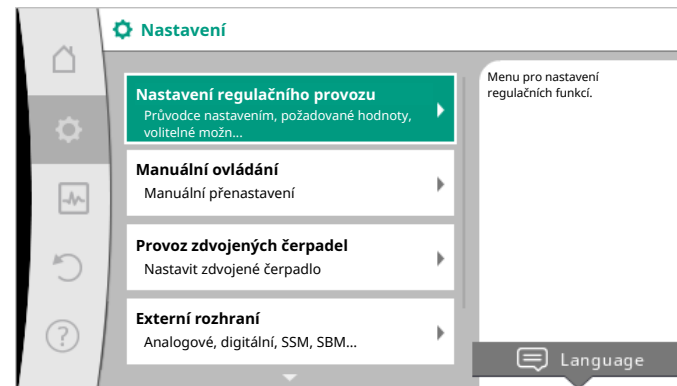 Nastavení
Nastavení regulačního provozu
Průvodce nastavením, požadované hodnoty,
volitelné možn...
Manuální ovládání
Manuální přenastavení
Provoz zdvojených čerpadel
Nastavit zdvojené čerpadlo
Externí rozhraní
Analogové, digitální, SSM, SBM...
Menu pro nastavení
regulačních funkcí.
Language